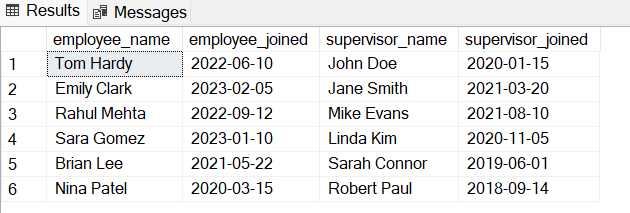 Results Messages
employee_name employee_joined supervisor_name supervisor_joined
1 Tom Hardy 2022-06-10 John Doe 2020-01-15
2 Emily Clark 2023-02-05 Jane Smith 2021-03-20
3 Rahul Mehta 2022-09-12 Mike Evans 2021-08-10
4 Sara Gomez 2023-01-10 Linda Kim 2020-11-05
5 Brian Lee 2021-05-22 Sarah Connor 2019-06-01
6 Nina Patel 2020-03-15 Robert Paul 2018-09-14